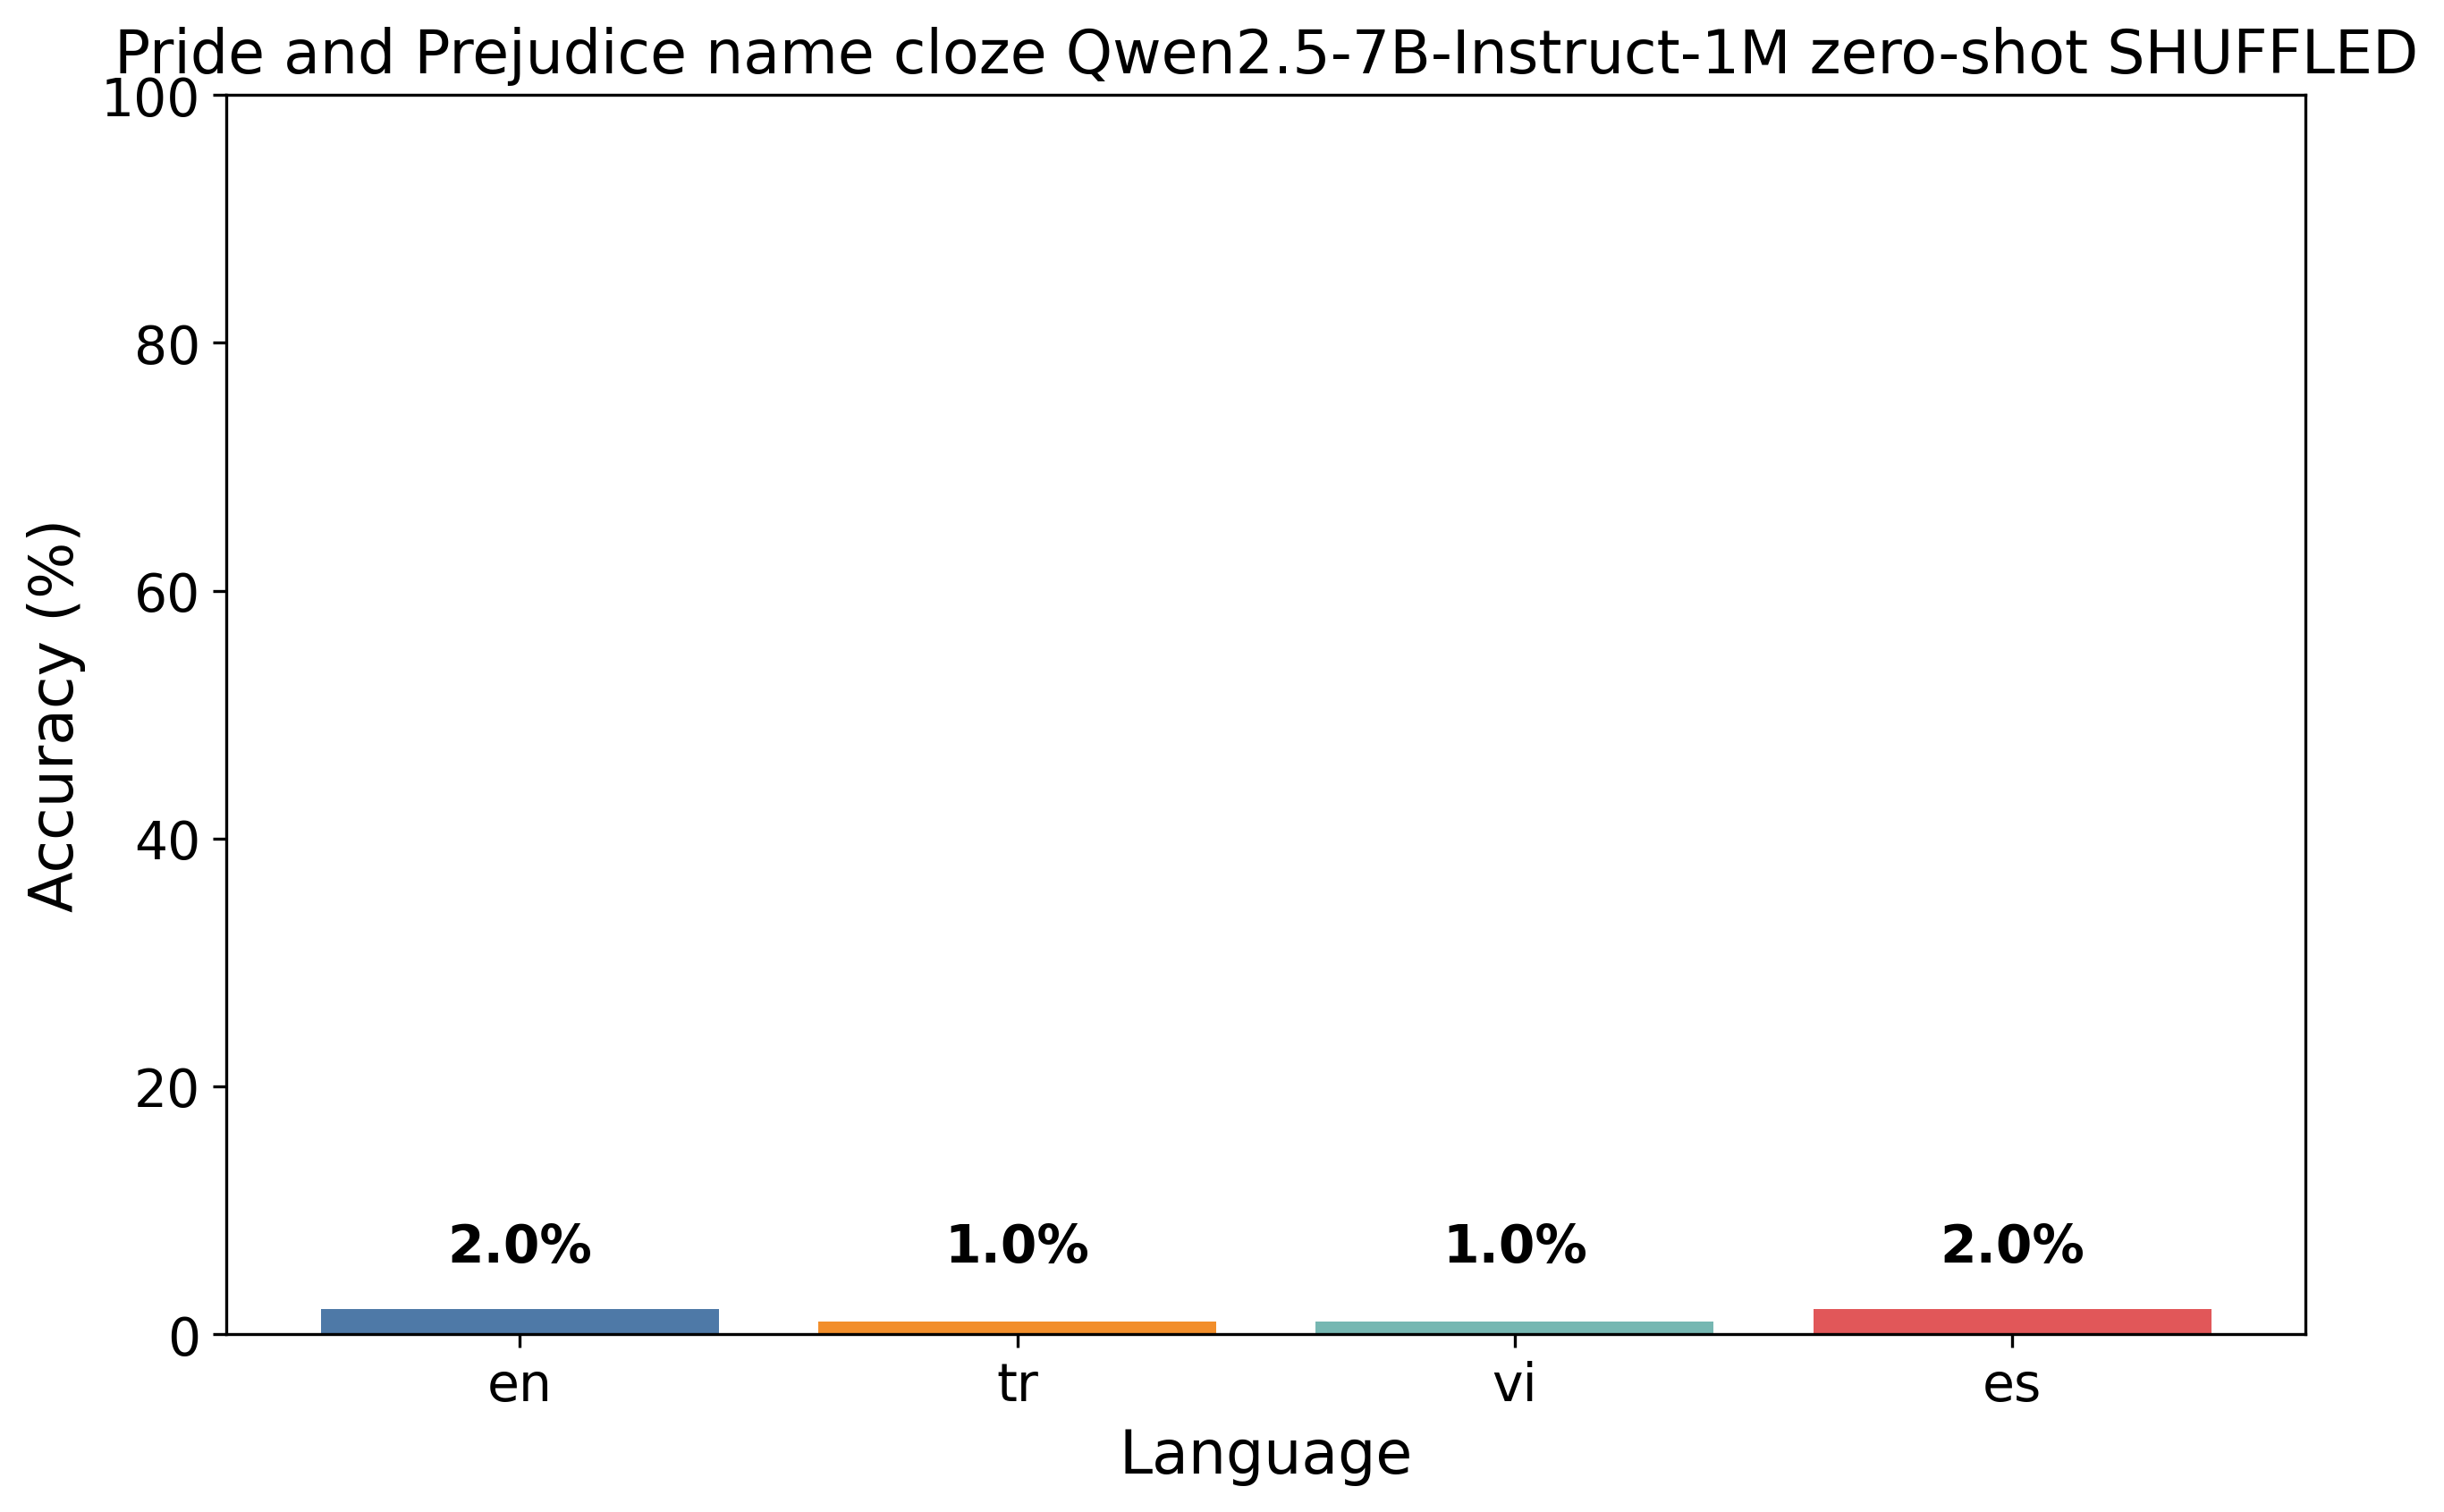 Pride and Prejudice name cloze Qwen2.5-7B-Instruct-1M zero-shot SHUFFLED
100
80
60
40
20
0
Accuracy (%)
2.0%
1.0%
1.0%
2.0%
en
tr
vi
es
Language